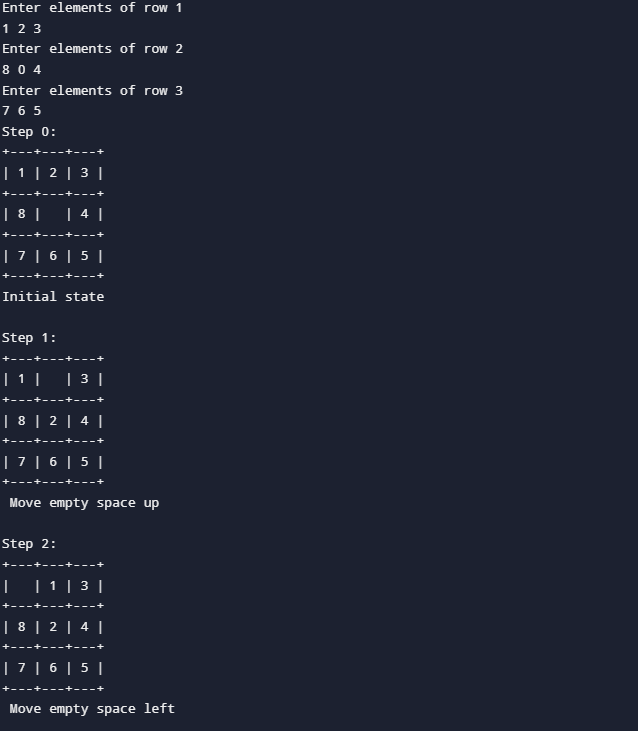 Enter elements of row 1
1 2 3
Enter elements of row 2
8 0 4
Enter elements of row 3
7 6 5
Step 0:
+---+---+---+
| 1 | 2 | 3 |
+---+---+---+
| 8 |   | 4 |
+---+---+---+
| 7 | 6 | 5 |
+---+---+---+
Initial state

Step 1:
+---+---+---+
| 1 |   | 3 |
+---+---+---+
| 8 | 2 | 4 |
+---+---+---+
| 7 | 6 | 5 |
+---+---+---+
 Move empty space up

Step 2:
+---+---+---+
|   | 1 | 3 |
+---+---+---+
| 8 | 2 | 4 |
+---+---+---+
| 7 | 6 | 5 |
+---+---+---+
 Move empty space left